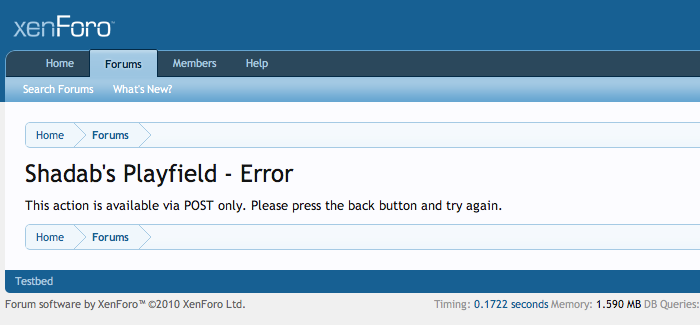 xenForo™
Home Forums Members Help
Search Forums What's New?
Home Forums
Shadab's Playfield - Error
This action is available via POST only. Please press the back button and try again.
Home Forums
Testbed
Forum software by XenForo™ ©2010 XenForo Ltd. Timing: 0.1722 seconds Memory: 1.590 MB DB Queries: